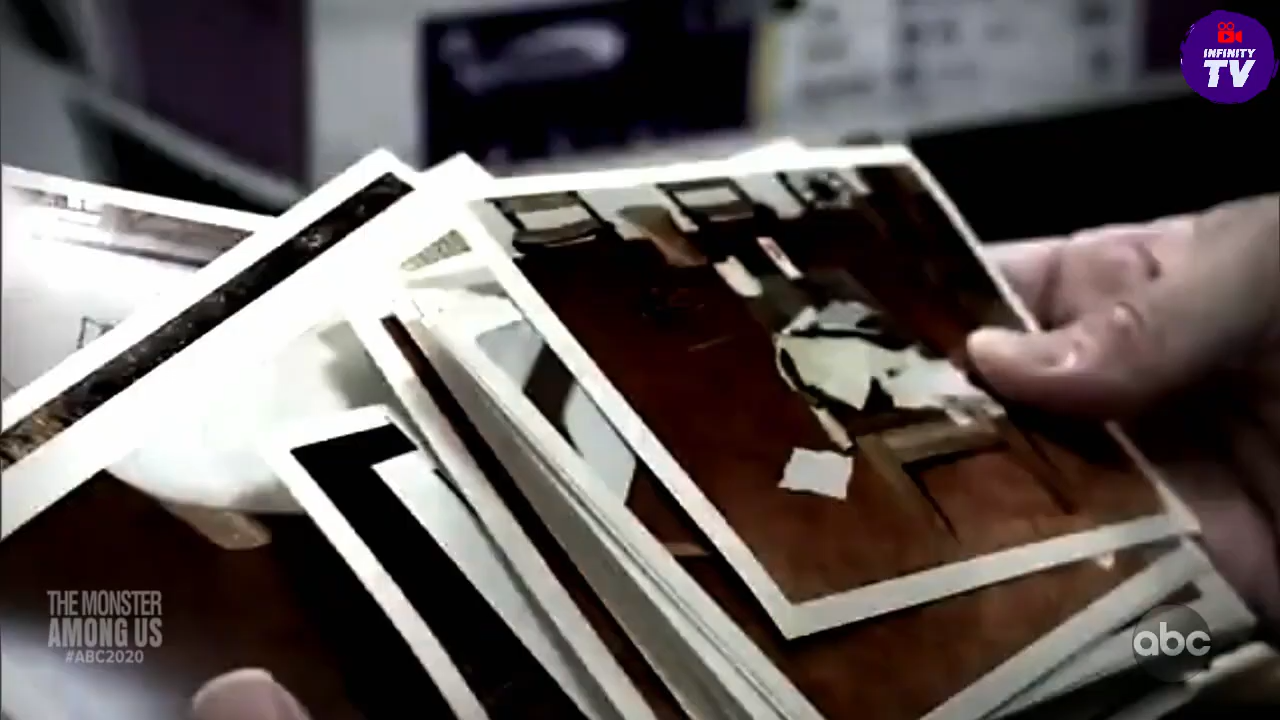 INFINITY
TV
THE MONSTER
AMONG US
#ABC2020
abc